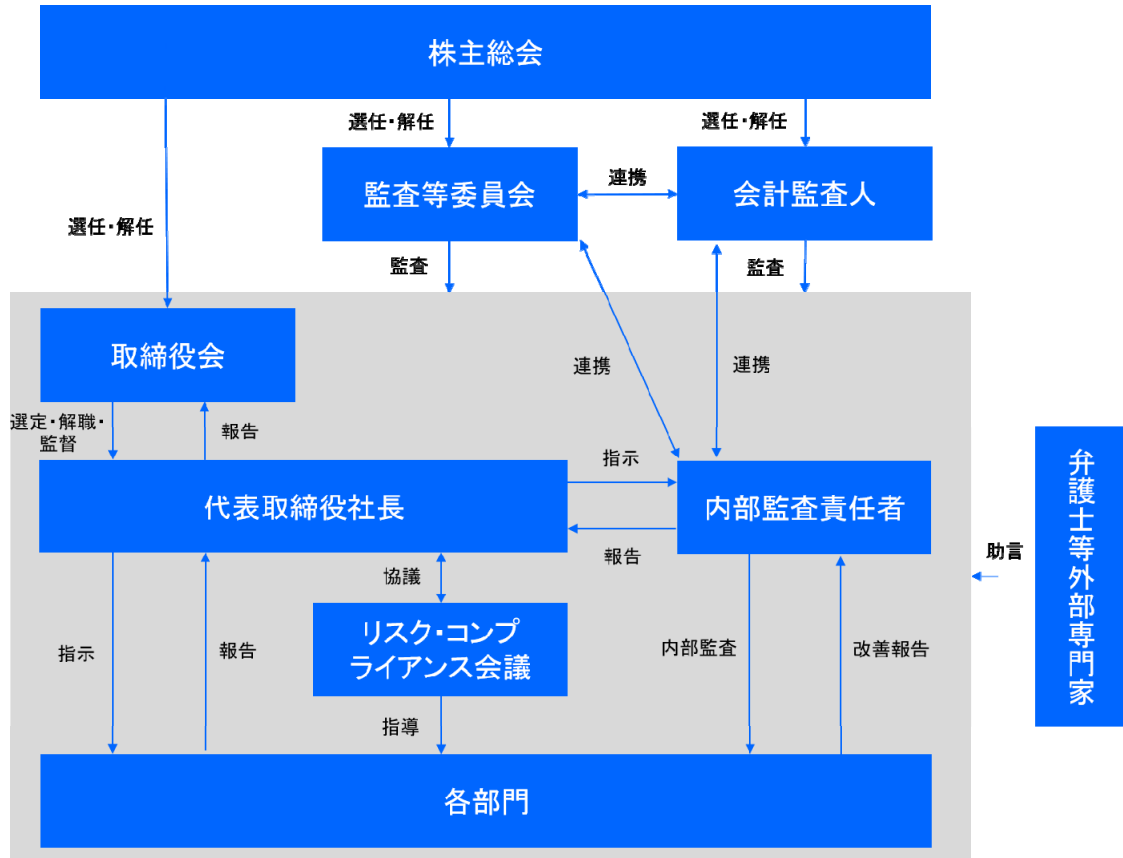 株主総会
選任・解任
選任・解任
選任・解任
監査等委員会
連携
会計監査人
監査
監査
取締役会
連携
連携
選定・解職・
監督
報告
代表取締役社長
指示
報告
内部監査責任者
弁護士等外部専門家
助言
協議
リスク・コンプ
ライアンス会議
指示
報告
指導
内部監査
改善報告
各部門